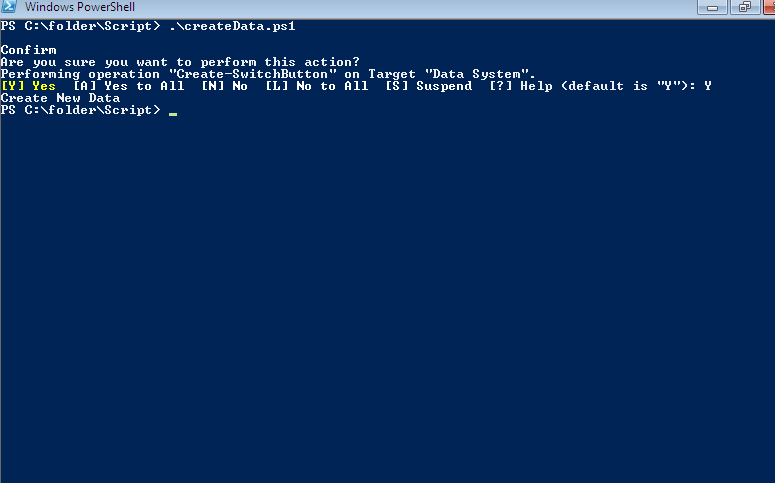 Windows PowerShell
PS C:\folder\Script> .\createData.ps1
Confirm
Are you sure you want to perform this action?
Performing operation "Create-SwitchButton" on Target "Data System".
[Y] Yes  [A] Yes to All  [N] No  [L] No to All  [S] Suspend  [?] Help (default is "Y"): Y
Create New Data
PS C:\folder\Script> _